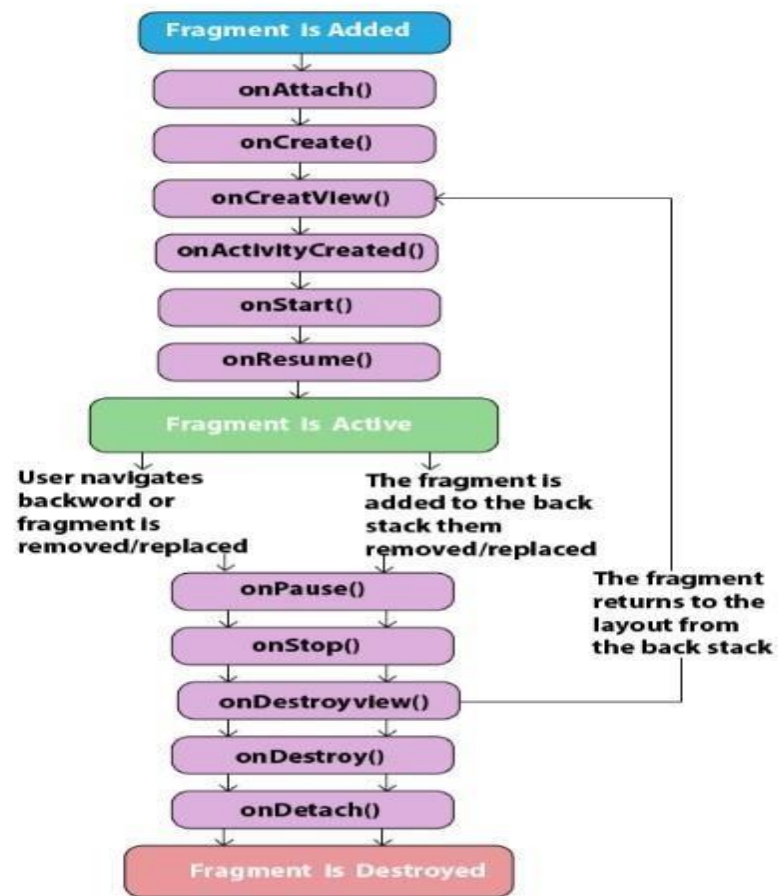 Fragment is Added
onAttach()
onCreate()
onCreatView()
onActivityCreated()
onStart()
onResume()
Fragment is Active
User navigates
backword or
fragment is
removed/replaced
The fragment is
added to the back
stack them
removed/replaced
onPause()
onStop()
onDestroyview()
onDestroy()
onDetach()
Fragment is Destroyed
The fragment
returns to the
layout from
the back stack